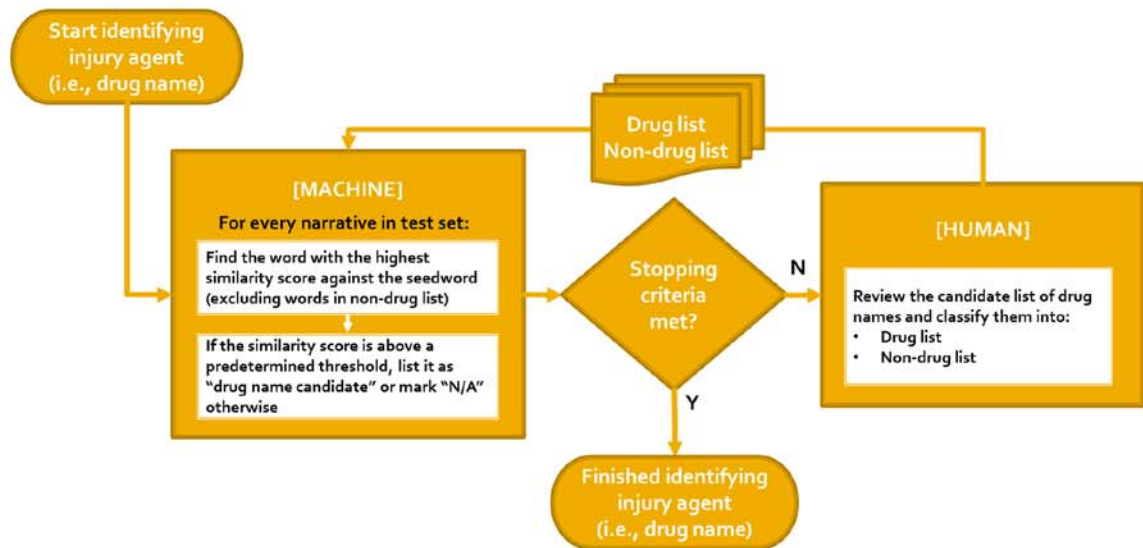 Start identifying
injury agent
(i.e., drug name)
Drug list
Non-drug list
[MACHINE]
For every narrative in test set:
Find the word with the highest
similarity score against the seedword
(excluding words in non-drug list)
If the similarity score is above a
predetermined threshold, list it as
“drug name candidate” or mark “N/A”
otherwise
Stopping
criteria
met?
N
Y
[HUMAN]
Review the candidate list of drug
names and classify them into:
• Drug list
• Non-drug list
Finished identifying
injury agent
(i.e., drug name)